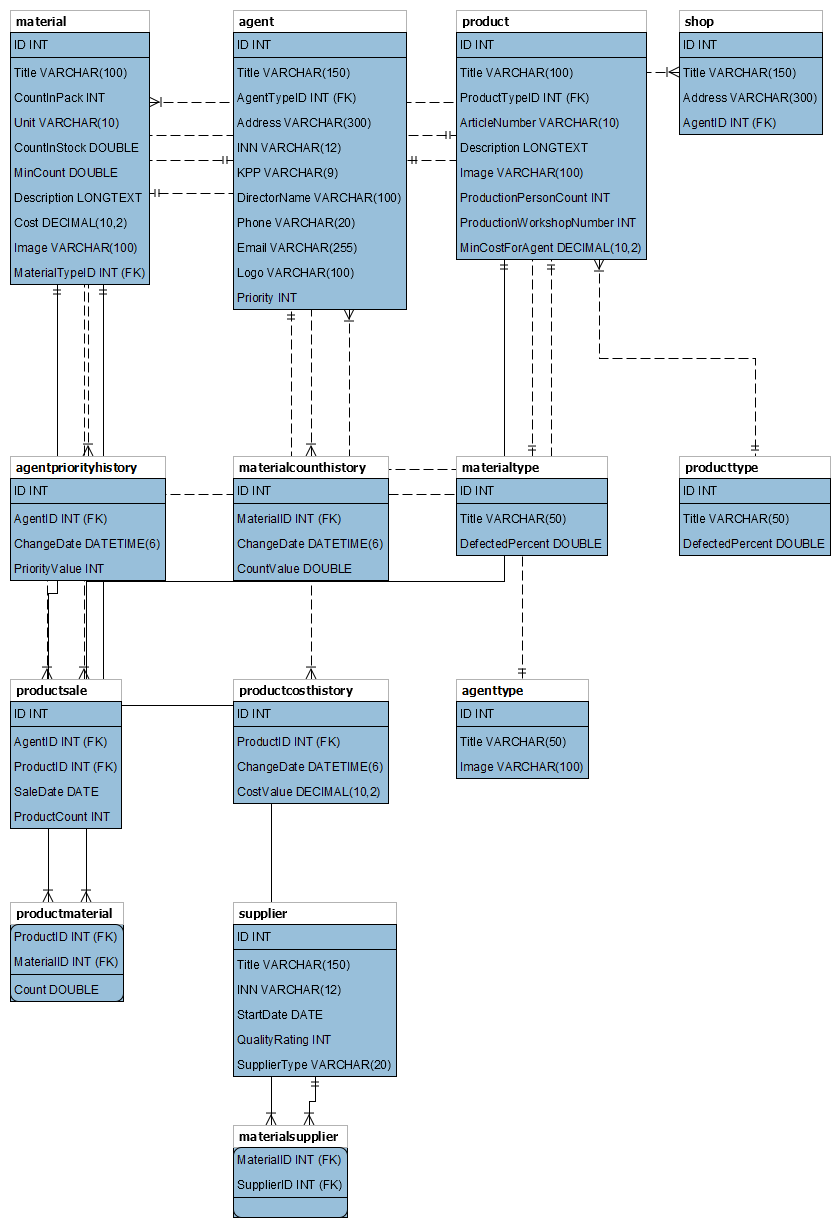 material
ID INT
Title VARCHAR(100)
CountInPack INT
Unit VARCHAR(10)
CountInStock DOUBLE
MinCount DOUBLE
Description LONGTEXT
Cost DECIMAL(10,2)
Image VARCHAR(100)
MaterialTypeID INT (FK)
agent
ID INT
Title VARCHAR(150)
AgentTypeID INT (FK)
Address VARCHAR(300)
INN VARCHAR(12)
KPP VARCHAR(9)
DirectorName VARCHAR(100)
Phone VARCHAR(20)
Email VARCHAR(255)
Logo VARCHAR(100)
Priority INT
product
ID INT
Title VARCHAR(100)
ProductTypeID INT (FK)
ArticleNumber VARCHAR(10)
Description LONGTEXT
Image VARCHAR(100)
ProductionPersonCount INT
ProductionWorkshopNumber INT
MinCostForAgent DECIMAL(10,2)
shop
ID INT
Title VARCHAR(150)
Address VARCHAR(300)
AgentID INT (FK)
agentpriorityhistory
ID INT
AgentID INT (FK)
ChangeDate DATETIME(6)
PriorityValue INT
materialcounthistory
ID INT
MaterialID INT (FK)
ChangeDate DATETIME(6)
CountValue DOUBLE
materialtype
ID INT
Title VARCHAR(50)
DefectedPercent DOUBLE
producttype
ID INT
Title VARCHAR(50)
DefectedPercent DOUBLE
productsale
ID INT
AgentID INT (FK)
ProductID INT (FK)
SaleDate DATE
ProductCount INT
productcosthistory
ID INT
ProductID INT (FK)
ChangeDate DATETIME(6)
CostValue DECIMAL(10,2)
agenttype
ID INT
Title VARCHAR(50)
Image VARCHAR(100)
productmaterial
ProductID INT (FK)
MaterialID INT (FK)
Count DOUBLE
supplier
ID INT
Title VARCHAR(150)
INN VARCHAR(12)
StartDate DATE
QualityRating INT
SupplierType VARCHAR(20)
materialsupplier
MaterialID INT (FK)
SupplierID INT (FK)